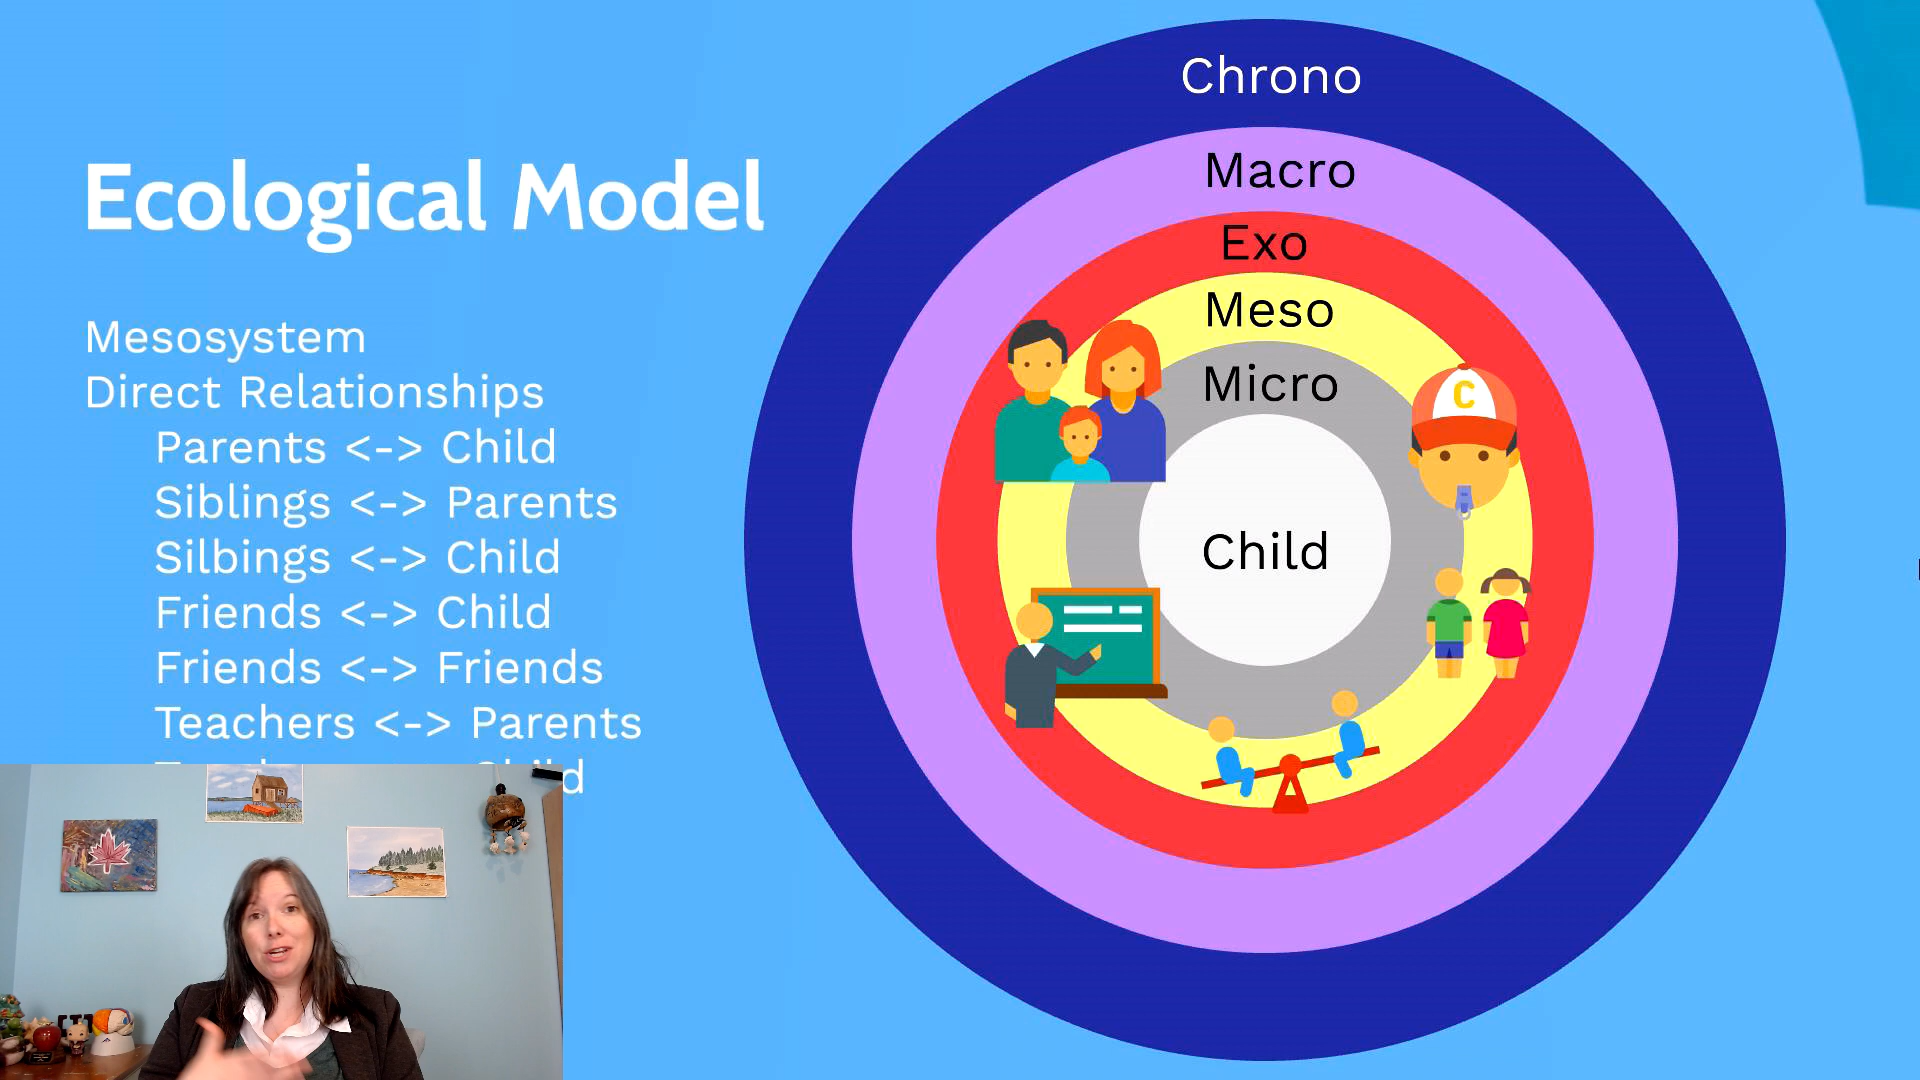 Ecological Model
Mesosystem
Direct Relationships
Parents <-> Child
Siblings <-> Parents
Silbings <-> Child
Friends <-> Child
Friends <-> Friends
Teachers <-> Parents
Chrono
Macro
Exo
Meso
Micro
Child
C